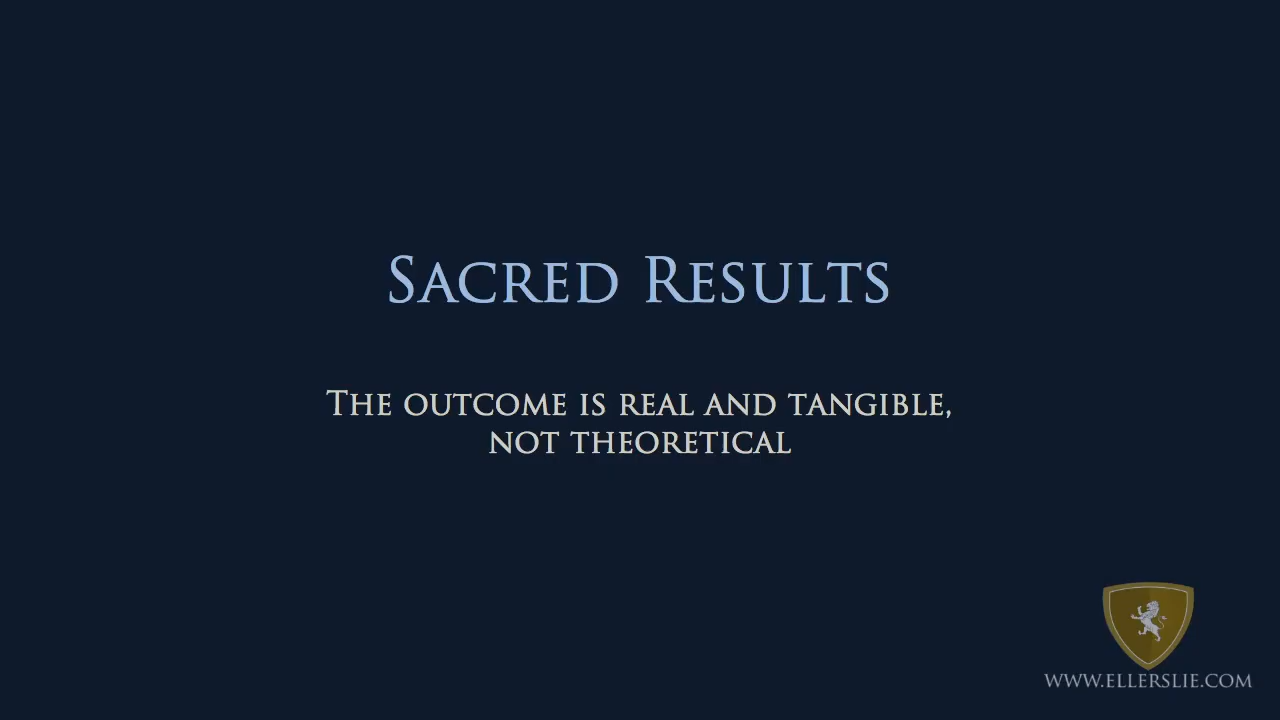 Sacred Results
The outcome is real and tangible,
not theoretical
www.ellerslie.com